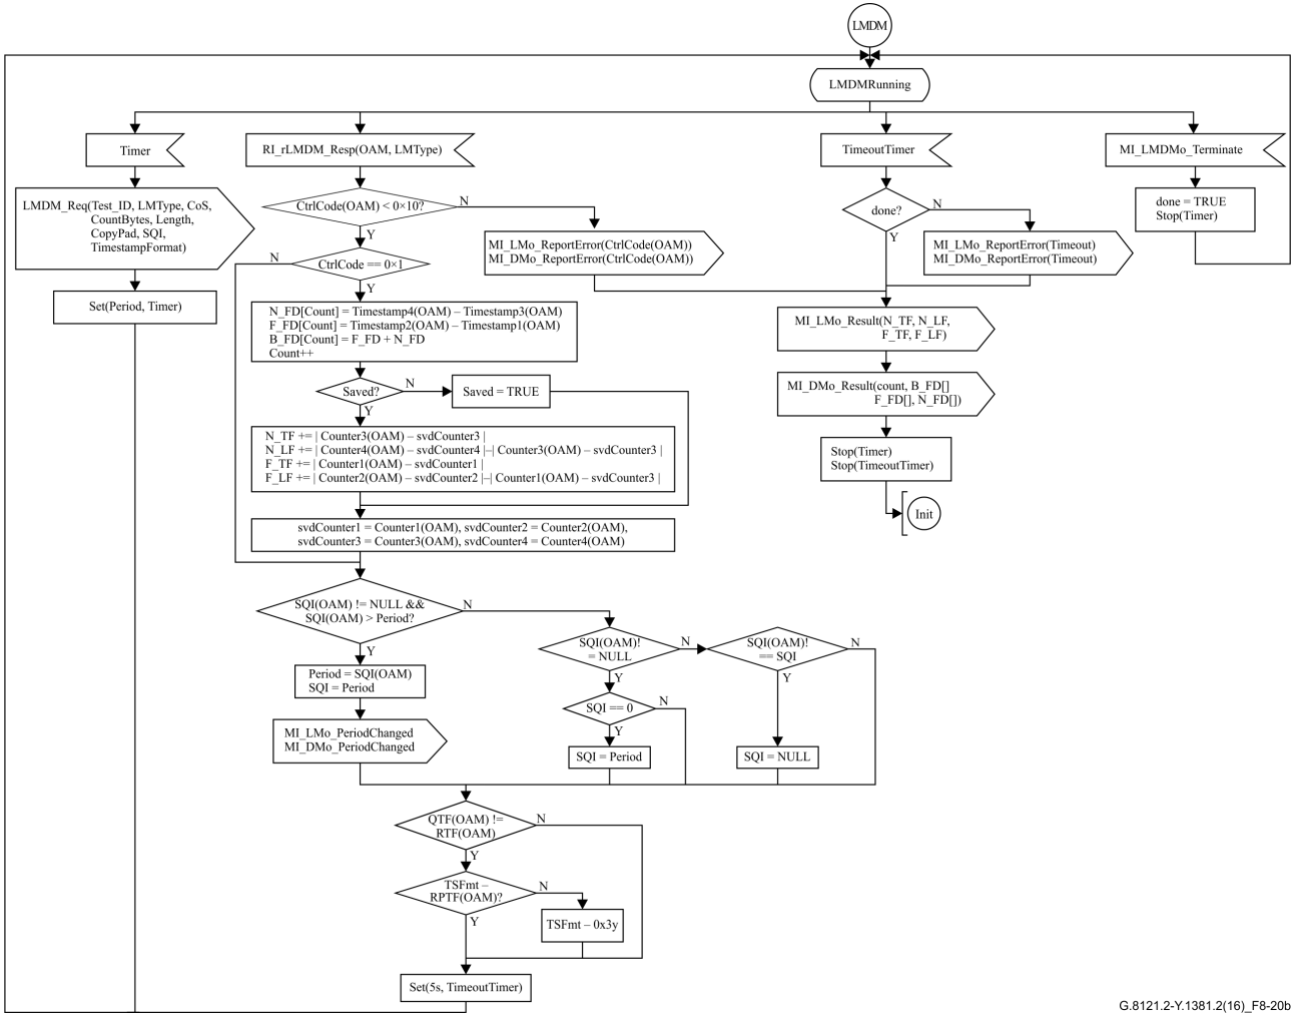 LMDM
LMDMRunning
Timer
LMDM_Req(Test_ID, LMType, CoS,
CountBytes, Length,
CopyPad, SQI,
TimestampFormat)
Set(Period, Timer)
RI_rLMDM_Resp(OAM, LMType)
CtrlCode(OAM) < 0×10?
N
Y
MI_LMo_ReportError(CtrlCode(OAM))
MI_DMo_ReportError(CtrlCode(OAM))
CtrlCode == 0×1
N
Y
N_FD[Count] = Timestamp4(OAM) – Timestamp3(OAM)
F_FD[Count] = Timestamp2(OAM) – Timestamp1(OAM)
B_FD[Count] = F_FD + N_FD
Count++
Saved?
N
Saved = TRUE
Y
N_TF += | Counter3(OAM) – svdCounter3 |
N_LF += | Counter4(OAM) – svdCounter4 |–| Counter3(OAM) – svdCounter3 |
F_TF += | Counter1(OAM) – svdCounter1 |
F_LF += | Counter2(OAM) – svdCounter2 |–| Counter1(OAM) – svdCounter3 |
svdCounter1 = Counter1(OAM), svdCounter2 = Counter2(OAM),
svdCounter3 = Counter3(OAM), svdCounter4 = Counter4(OAM)
SQI(OAM) != NULL &&
SQI(OAM) > Period?
N
Y
Period = SQI(OAM)
SQI = Period
MI_LMo_PeriodChanged
MI_DMo_PeriodChanged
SQI(OAM)!
= NULL
N
Y
SQI == 0
N
Y
SQI = Period
SQI(OAM)!
== SQI
N
Y
SQI = NULL
QTF(OAM) !=
RTF(OAM)
N
Y
TSFmt –
RPTF(OAM)?
N
Y
TSFmt – 0x3y
Set(5s, TimeoutTimer)
TimeoutTimer
done?
N
Y
MI_LMo_ReportError(Timeout)
MI_DMo_ReportError(Timeout)
MI_LMo_Result(N_TF, N_LF,
F_TF, F_LF)
MI_DMo_Result(count, B_FD[]
F_FD[], N_FD[])
Stop(Timer)
Stop(TimeoutTimer)
Init
MI_LMDMo_Terminate
done = TRUE
Stop(Timer)
G.8121.2-Y.1381.2(16)_F8-20b